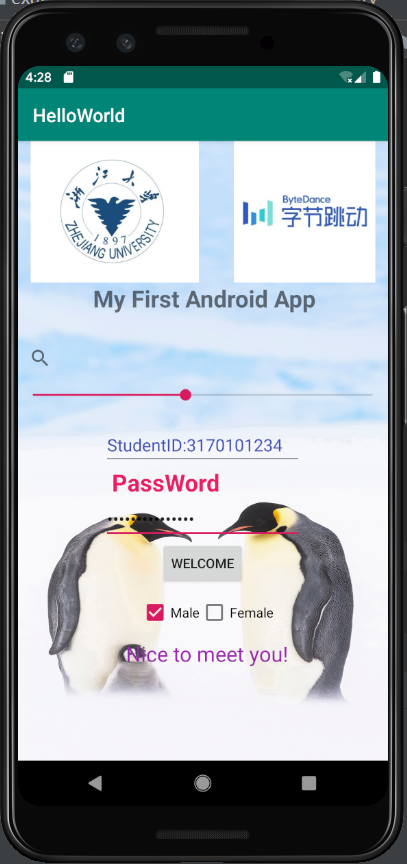 4:28
HelloWorld
浙江大学
1897
ZHEJIANG UNIVERSITY
ByteDance
字节跳动
My First Android App
StudentID:3170101234
PassWord
••••••••••••••
WELCOME
Male Female
Nice to meet you!